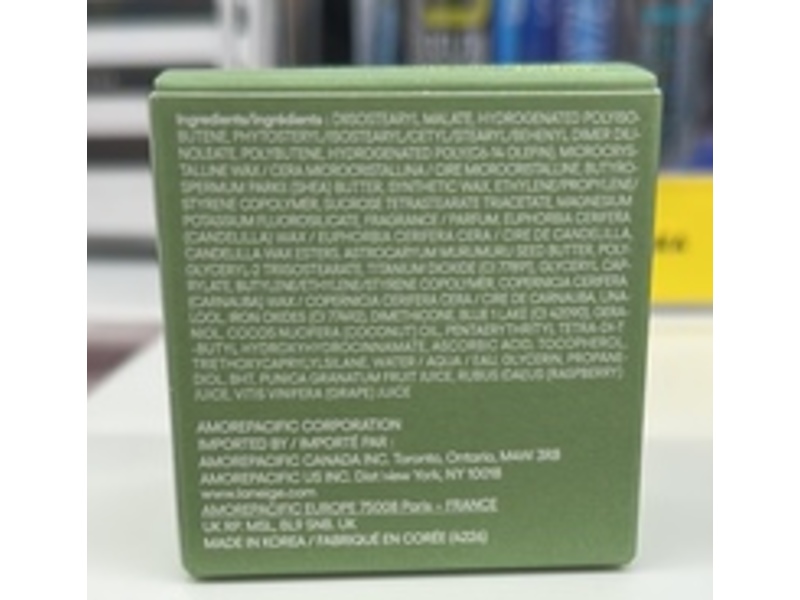 Ingredients/Ingrédients : DIISOSTEARYL MALATE, HYDROGENATED POLYISO-
BUTENE, PHYTOSTERYL/ISOSTEARYL/CETYL/STEARYL/BEHENYL DIMER DILI-
NOLEATE, POLYBUTENE, HYDROGENATED POLY(C6-14 OLEFIN), MICROCRYS-
TALLINE WAX / CERA MICROCRISTALLINA / CIRE MICROCRISTALLINE, BUTYRO-
SPERMUM PARKII (SHEA) BUTTER, SYNTHETIC WAX, ETHYLENE/PROPYLENE/
STYRENE COPOLYMER, SUCROSE TETRASTEARATE TRIACETATE, MAGNESIUM
POTASSIUM FLUOROSILICATE, FRAGRANCE / PARFUM, EUPHORBIA CERIFERA
(CANDELILLA) WAX / EUPHORBIA CERIFERA CERA / CIRE DE CANDELILLA,
CANDELILLA WAX ESTERS, ASTROCARYUM MURUMURU SEED BUTTER, POLY-
GLYCERYL-2 TRIISOSTEARATE, TITANIUM DIOXIDE (CI 77891), GLYCERYL CAP-
RYLATE, BUTYLENE/ETHYLENE/STYRENE COPOLYMER, COPERNICIA CERIFERA
(CARNAUBA) WAX / COPERNICIA CERIFERA CERA / CIRE DE CARNAUBA, LINA-
LOOL, IRON OXIDES (CI 77492), DIMETHICONE, BLUE 1 LAKE (CI 42090), GERA-
NIOL, COCOS NUCIFERA (COCONUT) OIL, PENTAERYTHRITYL TETRA-DI-T
-BUTYL HYDROXYHYDROCINNAMATE, ASCORBIC ACID, TOCOPHEROL,
TRIETHOXYCAPRYLYLSILANE, WATER / AQUA / EAU, GLYCERIN, PROPANE-
DIOL, BHT, PUNICA GRANATUM FRUIT JUICE, RUBUS IDAEUS (RASPBERRY)
JUICE, VITIS VINIFERA (GRAPE) JUICE
AMOREPACIFIC CORPORATION
IMPORTED BY / IMPORTÉ PAR :
AMOREPACIFIC CANADA INC. Toronto, Ontario, M4W 3R8
AMOREPACIFIC US INC. Dist: New York, NY 10018
www.laneige.com
AMOREPACIFIC EUROPE 75008 Paris - FRANCE
UK RP. MSL, BL9 5NB. UK
MADE IN KOREA / FABRIQUÉ EN CORÉE (4226)